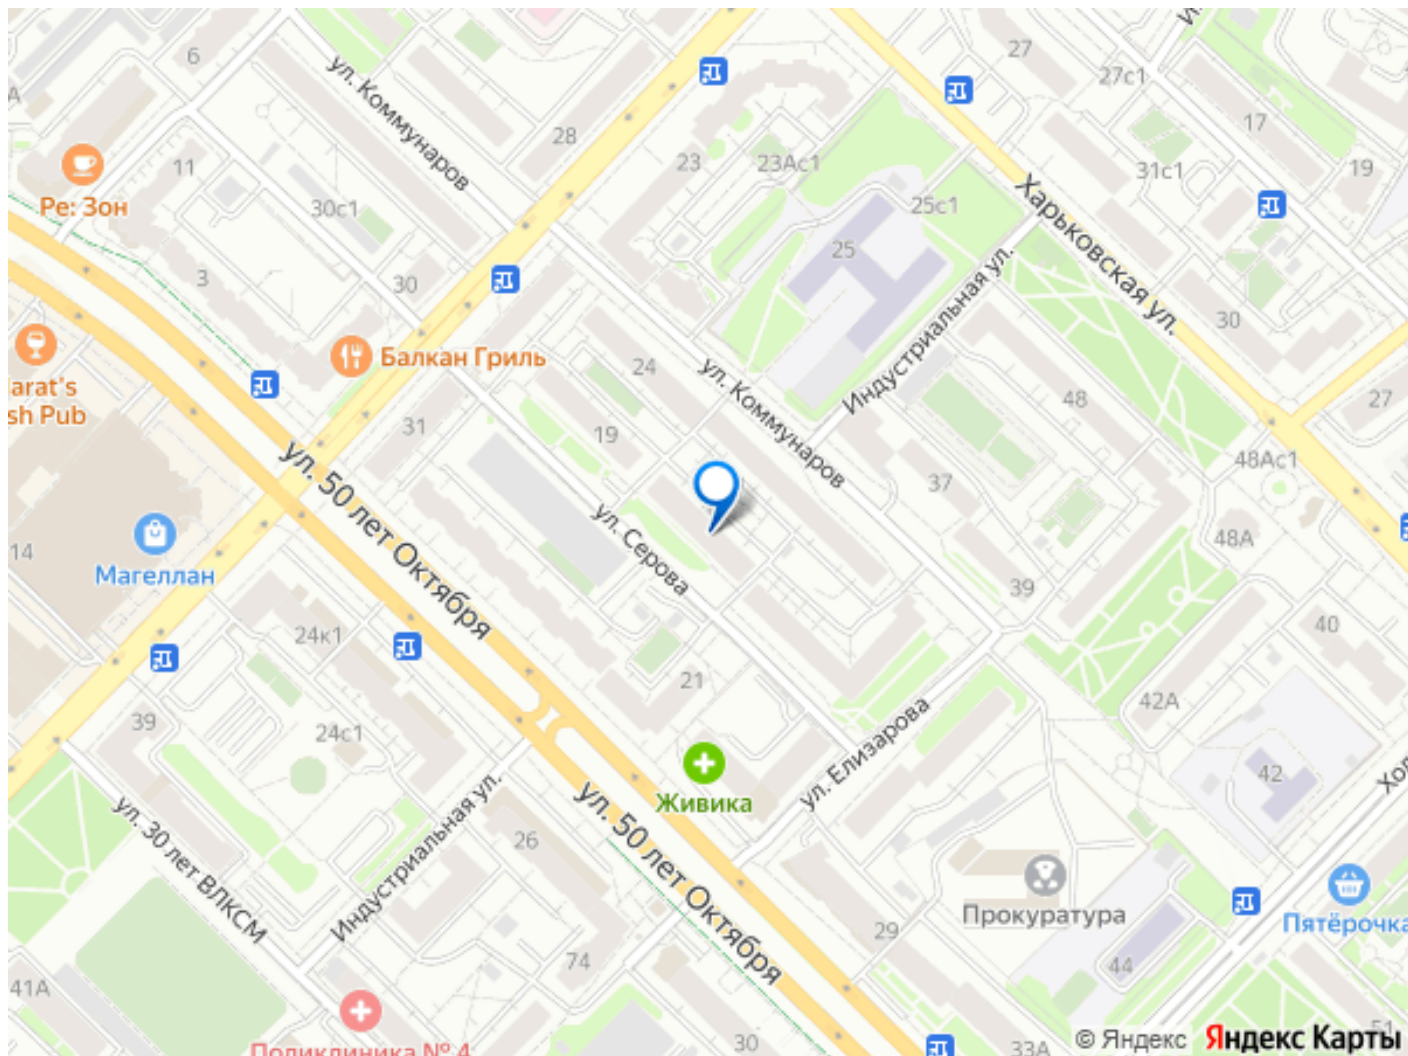 6
ул. Коммунаров
28
27
27с1
17
19
31с1
А
Ре: Зон
11
30с1
23
23Ас1
25с1
25
Харьковская ул.
3
30
Индустриальная ул.
30
Балкан Гриль
24
ул. Коммунаров
48
27
arat's
sh Pub
31
19
48Ас1
37
ул. 50 лет Октября
ул. Серова
48А
14
Магеллан
39
24к1
40
21
42А
39
24с1
ул. Елизарова
42
Живика
ул. 30 лет ВЛКСМ
Индустриальная ул.
26
ул. 50 лет Октября
Прокуратура
Пятёрочка
29
74
44
41А
Поликлиника № 4
30
33А
51
© Яндекс Яндекс Карты